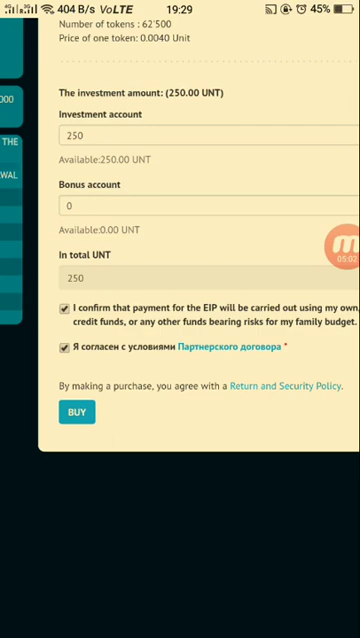 4G 3G 404 B/s VoLTE 19:29 45%
Number of tokens : 62'500
Price of one token: 0.0040 Unit
000
The investment amount: (250.00 UNT)
Investment account
THE
250
Available:250.00 UNT
WAL
Bonus account
0
Available:0.00 UNT
In total UNT
05:02
250
I confirm that payment for the EIP will be carried out using my own,
credit funds, or any other funds bearing risks for my family budget.
Я согласен с условиями Партнерского договора *
By making a purchase, you agree with a Return and Security Policy.
BUY